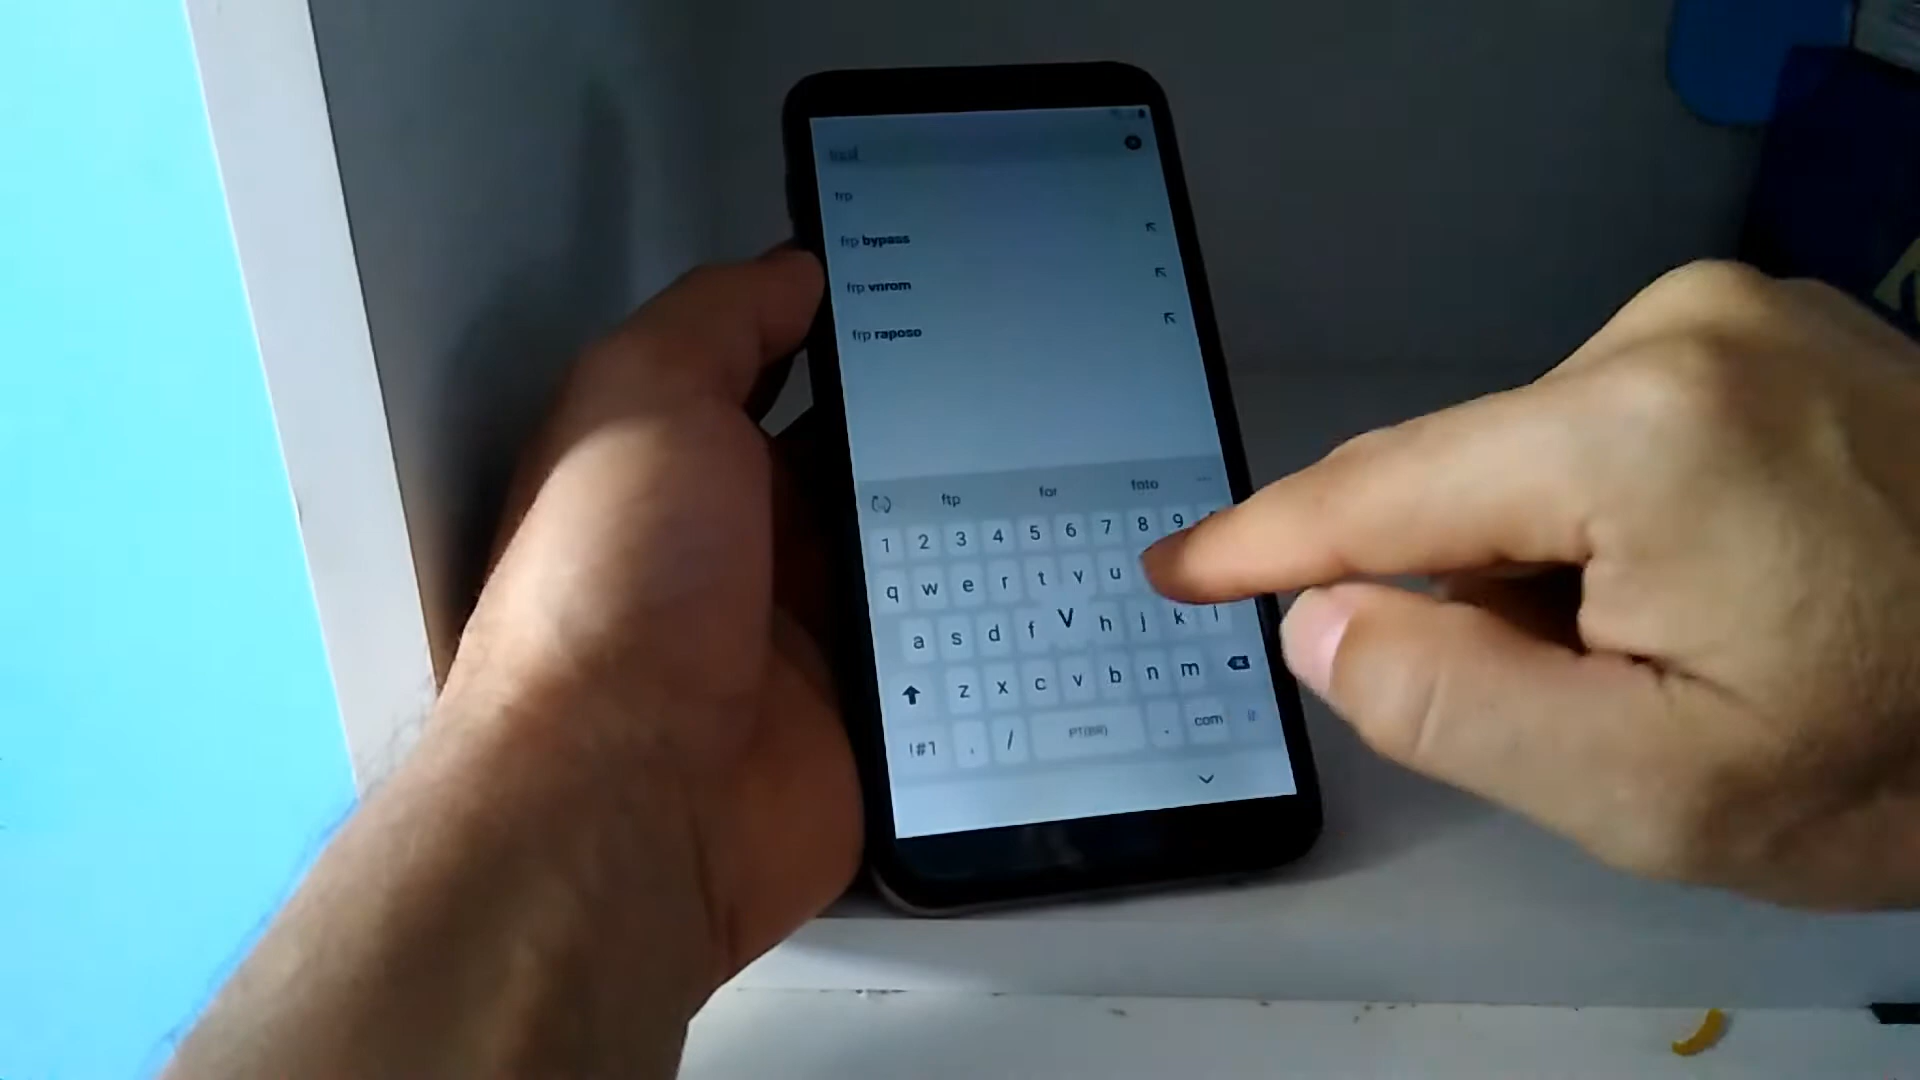 frp
frp bypass
frp vnrom
frp raposo
ftp for foto
1 2 3 4 5 6 7 8 9
q w e r t y u
a s d f V h j k l
z x c v b n m
!#1 , / PT(BR) . com